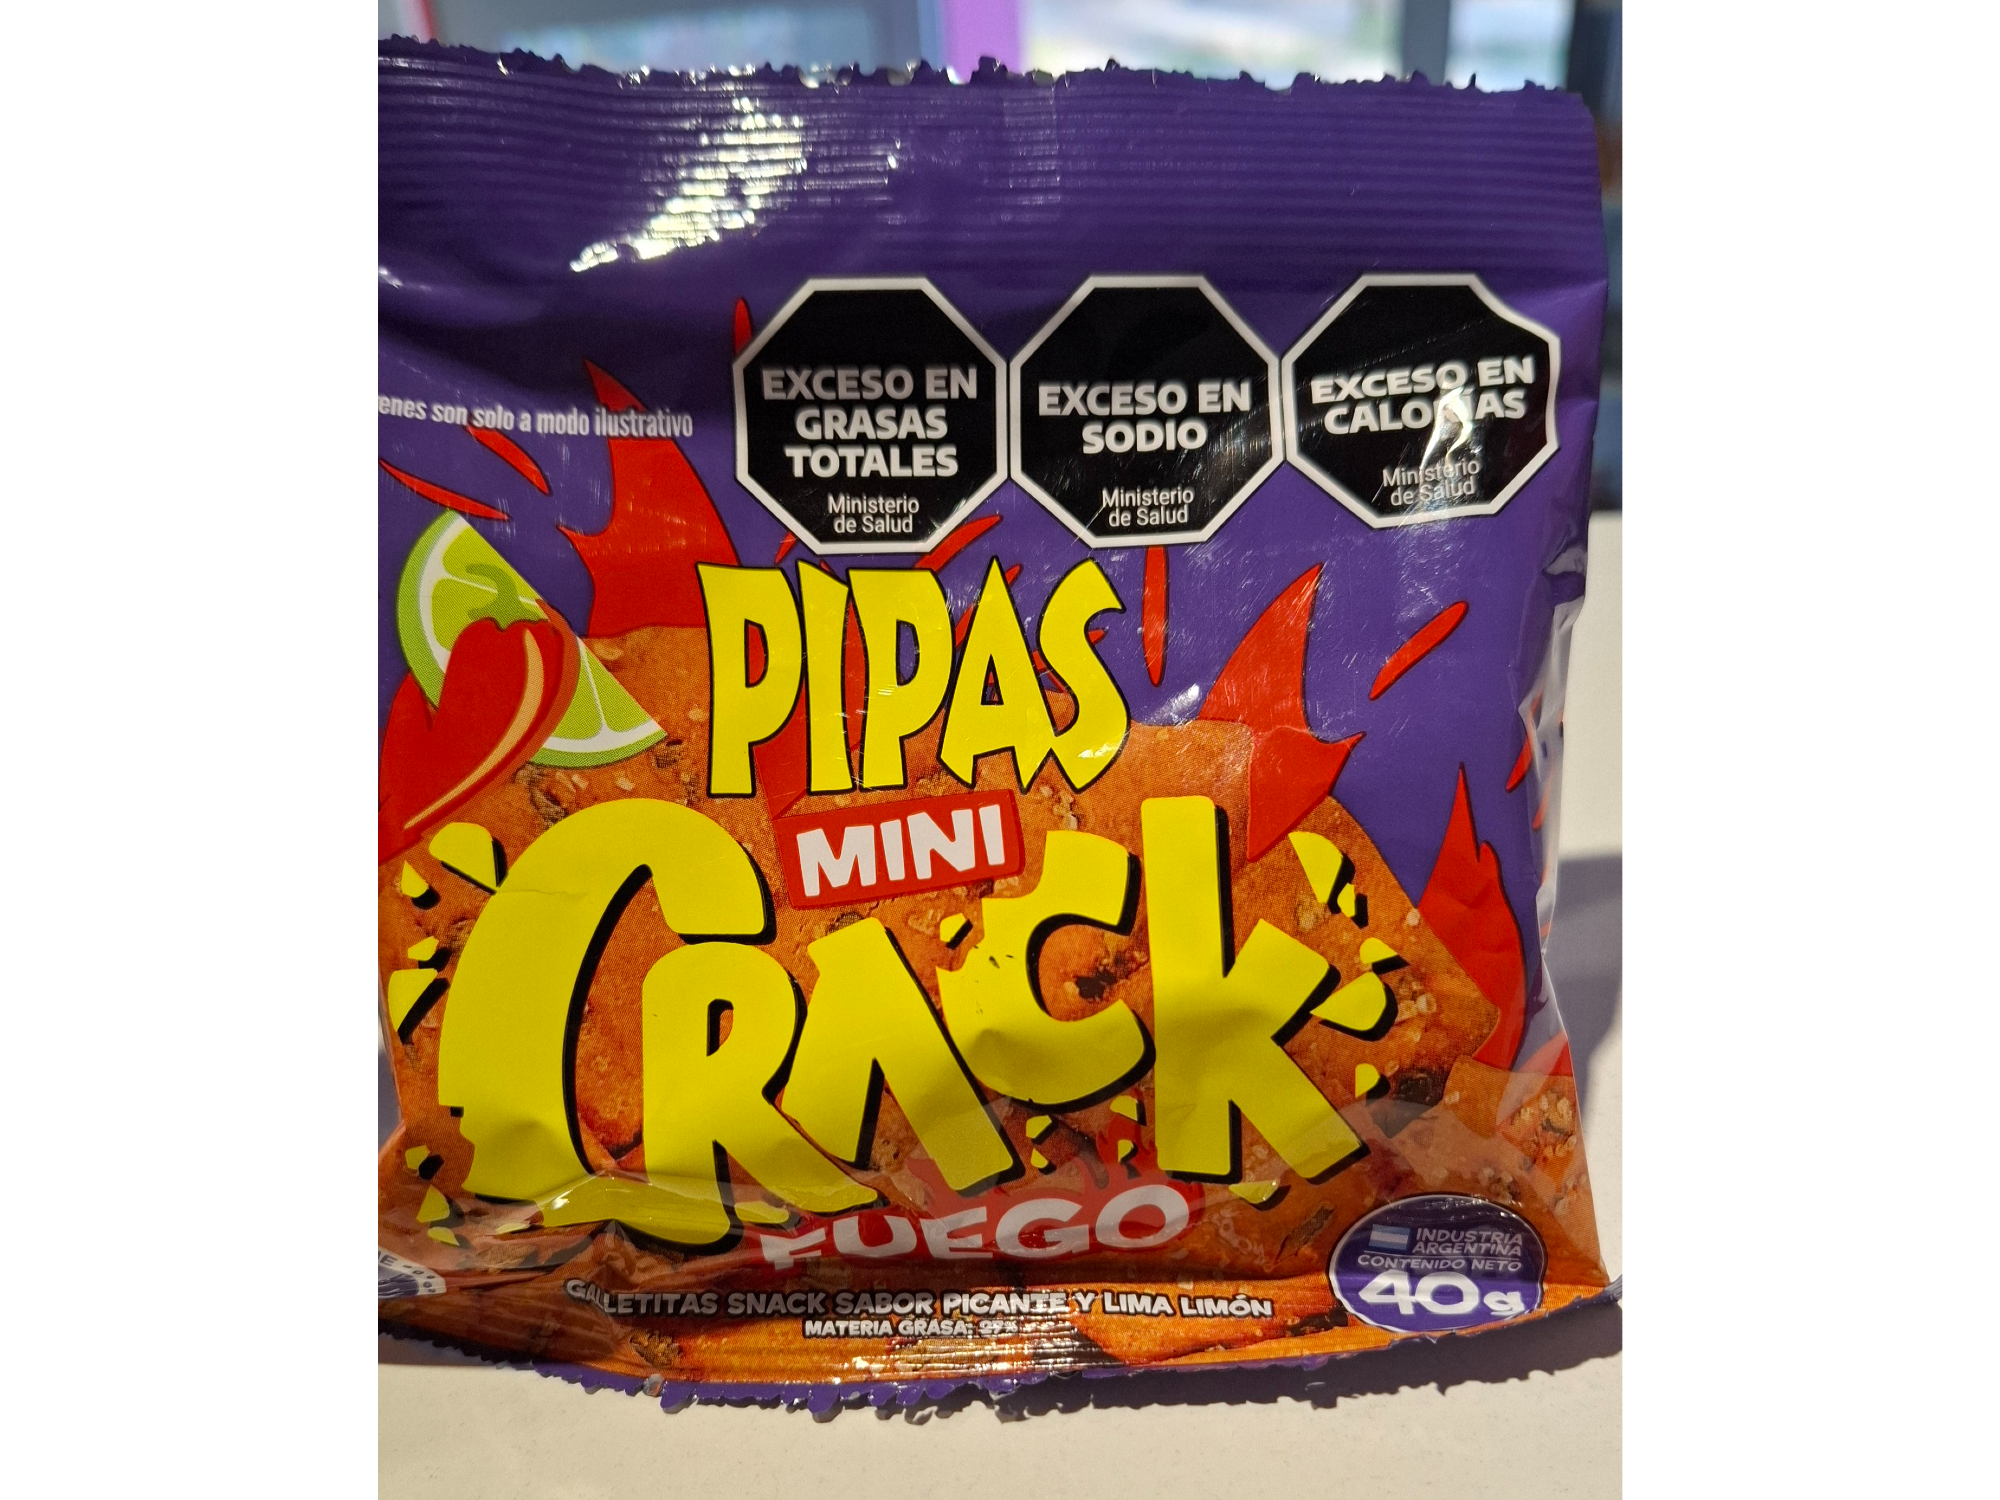 EXCESO EN
GRASAS
TOTALES
Ministerio
de Salud
EXCESO EN
SODIO
Ministerio
de Salud
EXCESO EN
CALORÍAS
Ministerio
de Salud
enes son solo a modo ilustrativo
PIPAS
MINI
CRACK
FUEGO
GALLETITAS SNACK SABOR PICANTE Y LIMA LIMÓN
MATERIA GRASA:
INDUSTRIA
ARGENTINA
CONTENIDO NETO
40g